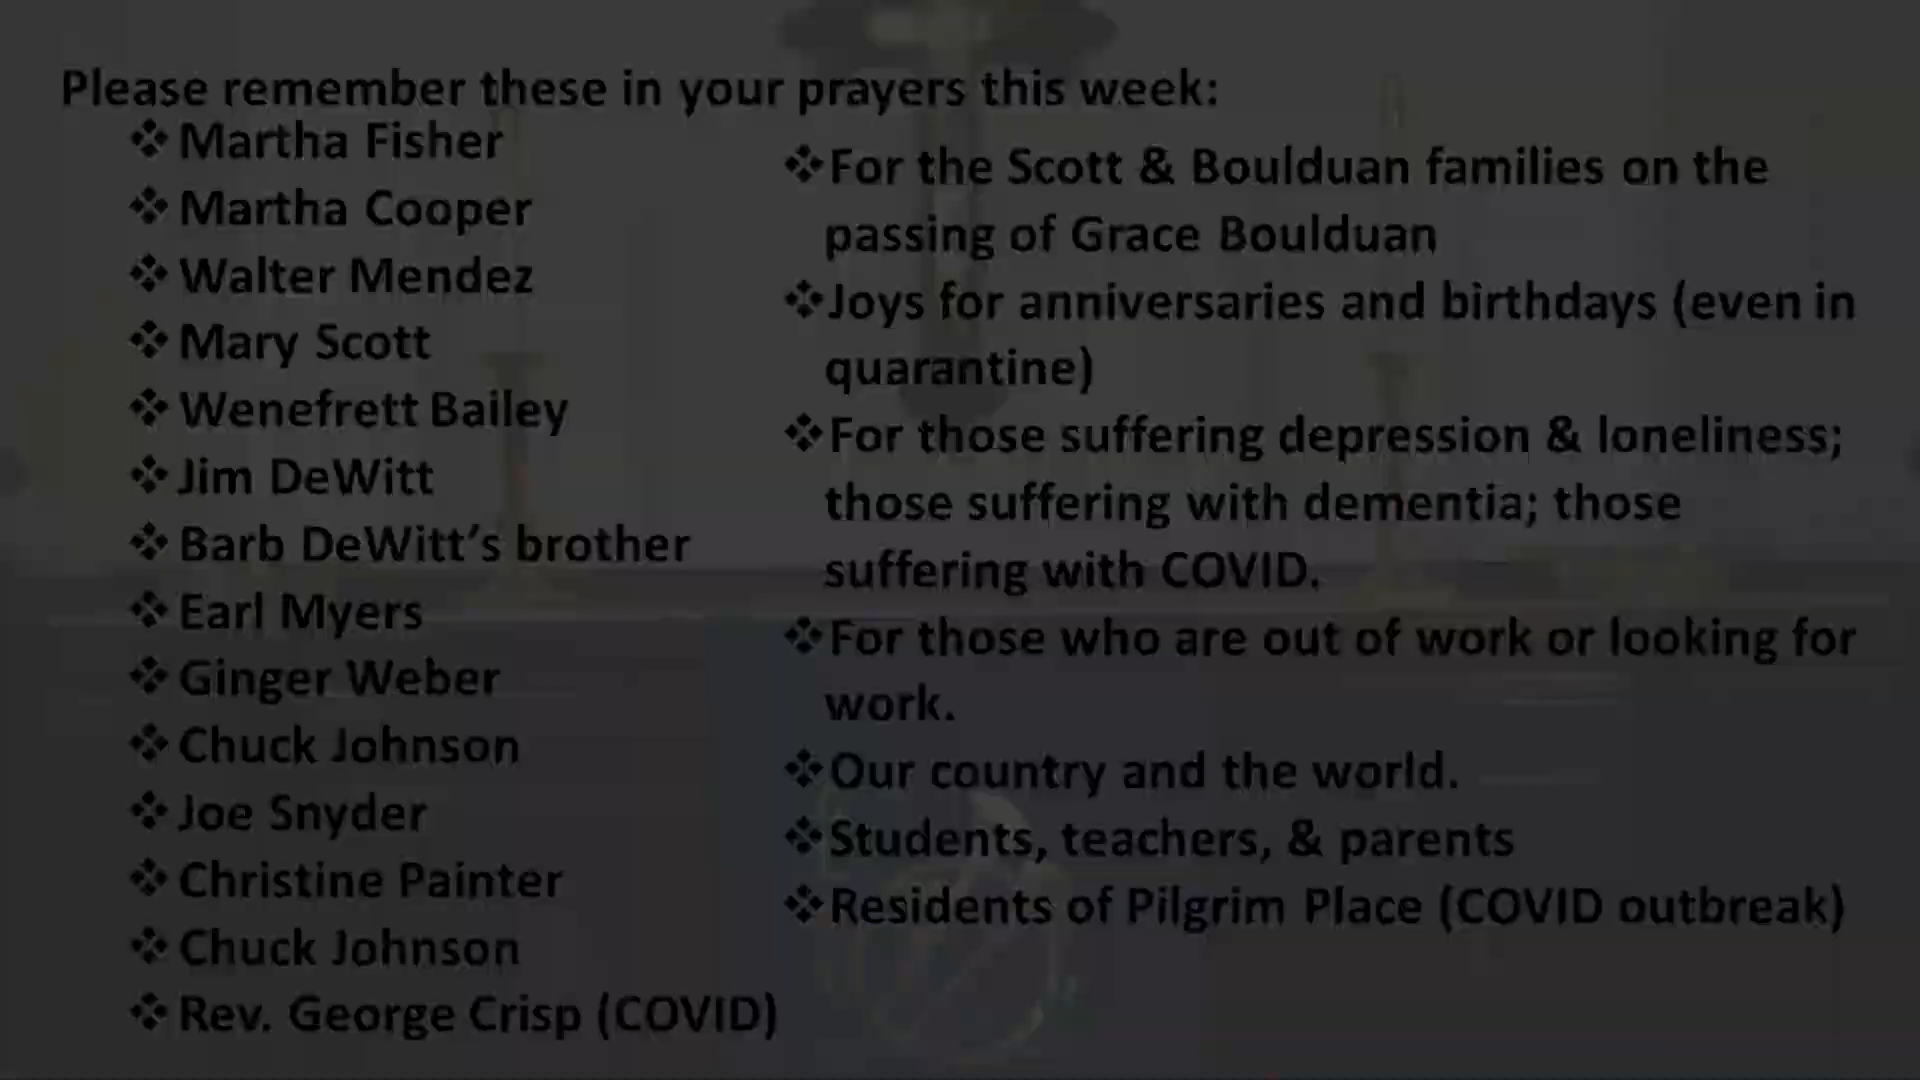 Please remember these in your prayers this week:
❖ Martha Fisher
❖ Martha Cooper
❖ Walter Mendez
❖ Mary Scott
❖ Wenefrett Bailey
❖ Jim DeWitt
❖ Barb DeWitt’s brother
❖ Earl Myers
❖ Ginger Weber
❖ Chuck Johnson
❖ Joe Snyder
❖ Christine Painter
❖ Chuck Johnson
❖ Rev. George Crisp (COVID)
❖ For the Scott & Boulduan families on the
passing of Grace Boulduan
❖ Joys for anniversaries and birthdays (even in
quarantine)
❖ For those suffering depression & loneliness;
those suffering with dementia; those
suffering with COVID.
❖ For those who are out of work or looking for
work.
❖ Our country and the world.
❖ Students, teachers, & parents
❖ Residents of Pilgrim Place (COVID outbreak)